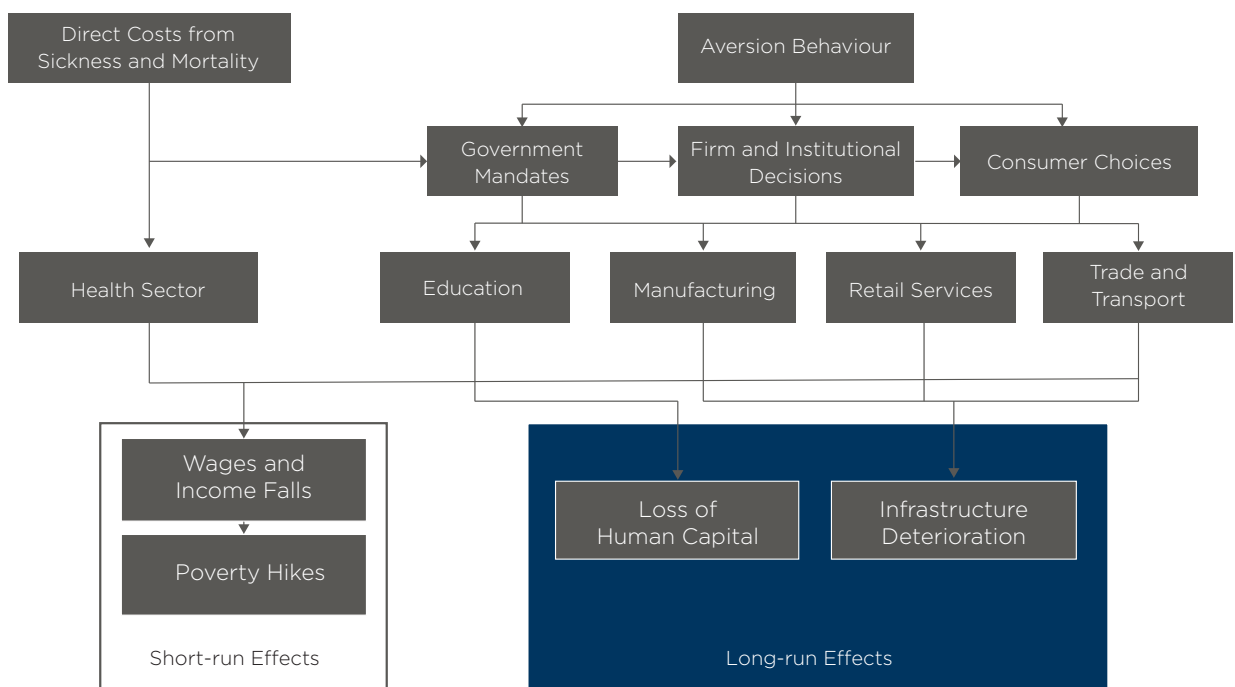 Direct Costs from
Sickness and Mortality
Aversion Behaviour
Government
Mandates
Firm and Institutional
Decisions
Consumer Choices
Health Sector
Education
Manufacturing
Retail Services
Trade and
Transport
Wages and
Income Falls
Poverty Hikes
Short-run Effects
Loss of
Human Capital
Infrastructure
Deterioration
Long-run Effects